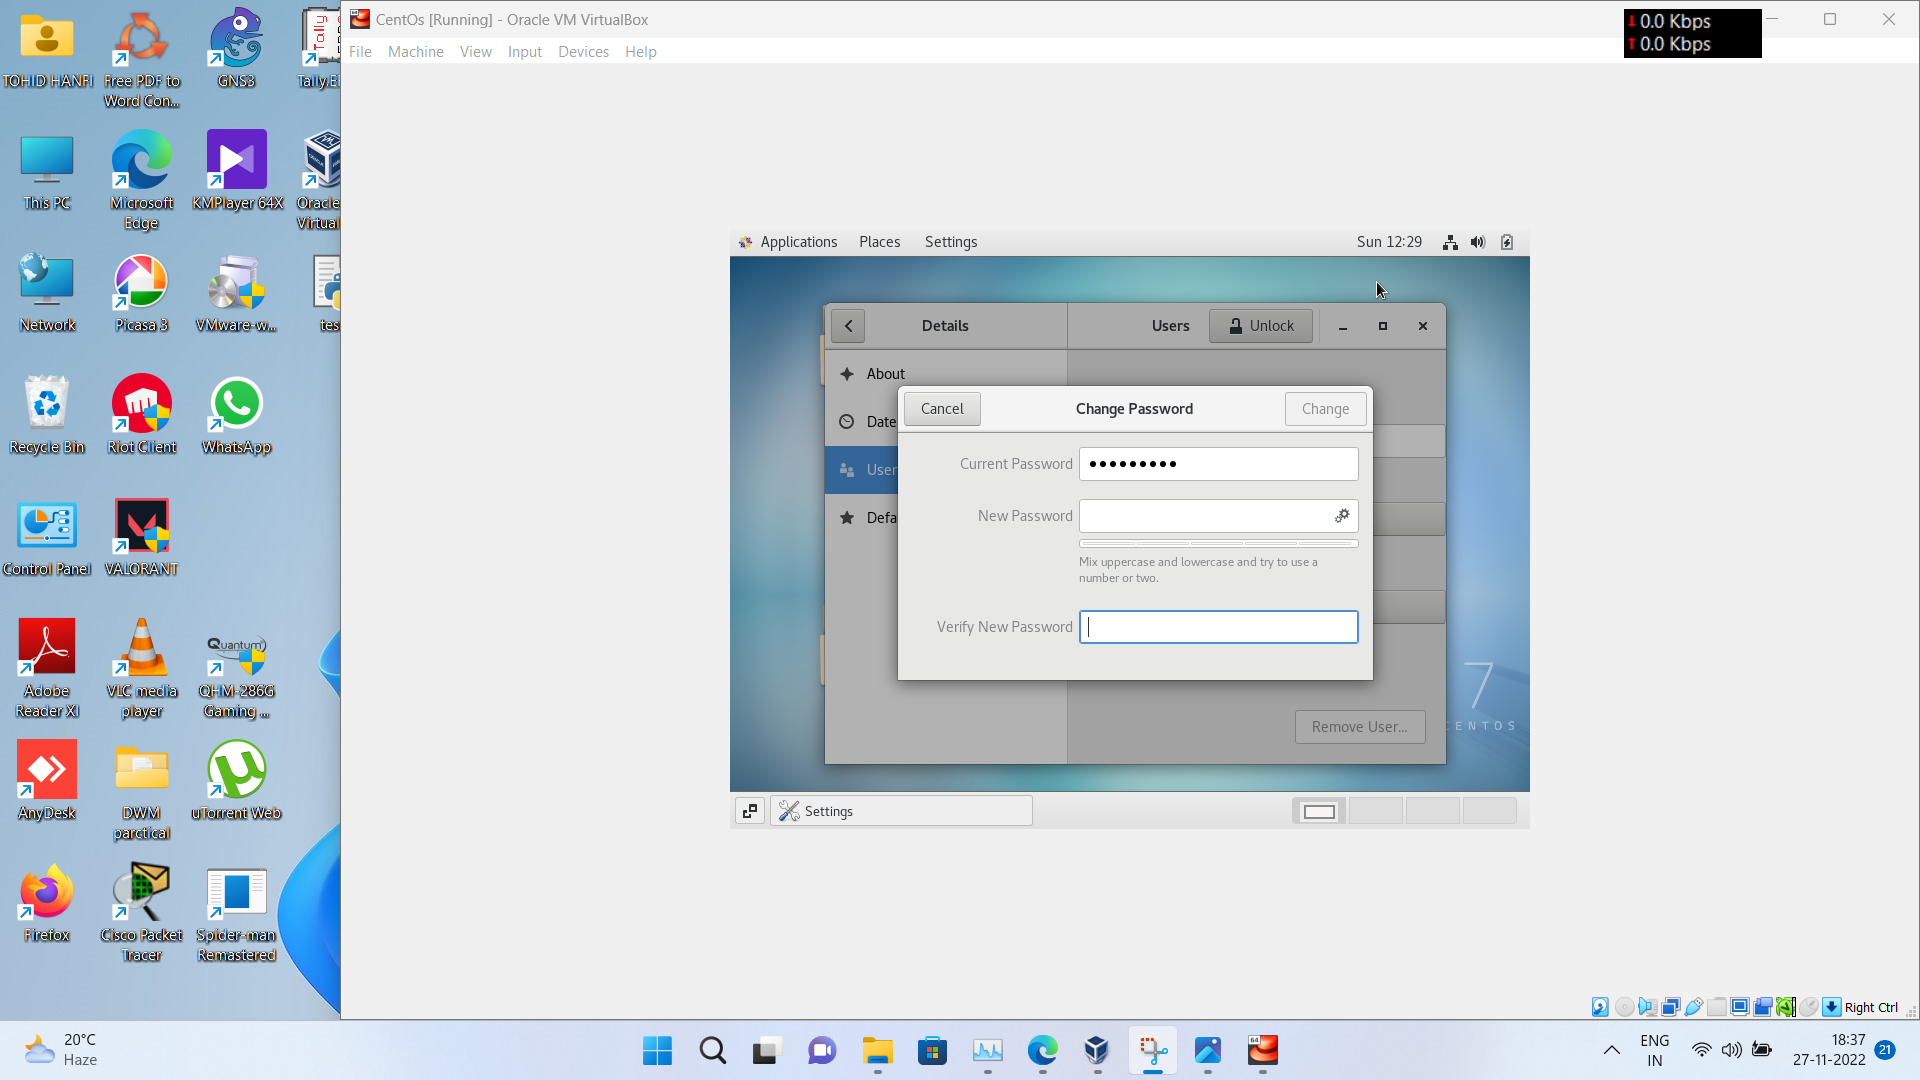 TOHID HANFI
Free PDF to
Word Con...
GNS3
This PC
Microsoft
Edge
KMPlayer 64X
Network
Picasa 3
VMware-w...
Recycle Bin
Riot Client
WhatsApp
Control Panel
VALORANT
Adobe
Reader XI
VLC media
player
QUANTUM
QHM-286G
Gaming ...
AnyDesk
DWM
parctical
uTorrent Web
Firefox
Cisco Packet
Tracer
Spider-man
Remastered
Tally
Tally.E
Oracle
Virtual
tes
CentOs [Running] - Oracle VM VirtualBox
0.0 Kbps
0.0 Kbps
File Machine View Input Devices Help
Applications Places Settings
Sun 12:29
Details
Users
Unlock
About
Date
User
Defa
Cancel
Change Password
Change
Current Password
New Password
Mix uppercase and lowercase and try to use a
number or two.
Verify New Password
Remove User...
7
CENTOS
Settings
Right Ctrl
20°C
Haze
ENG
IN
18:37
27-11-2022
21